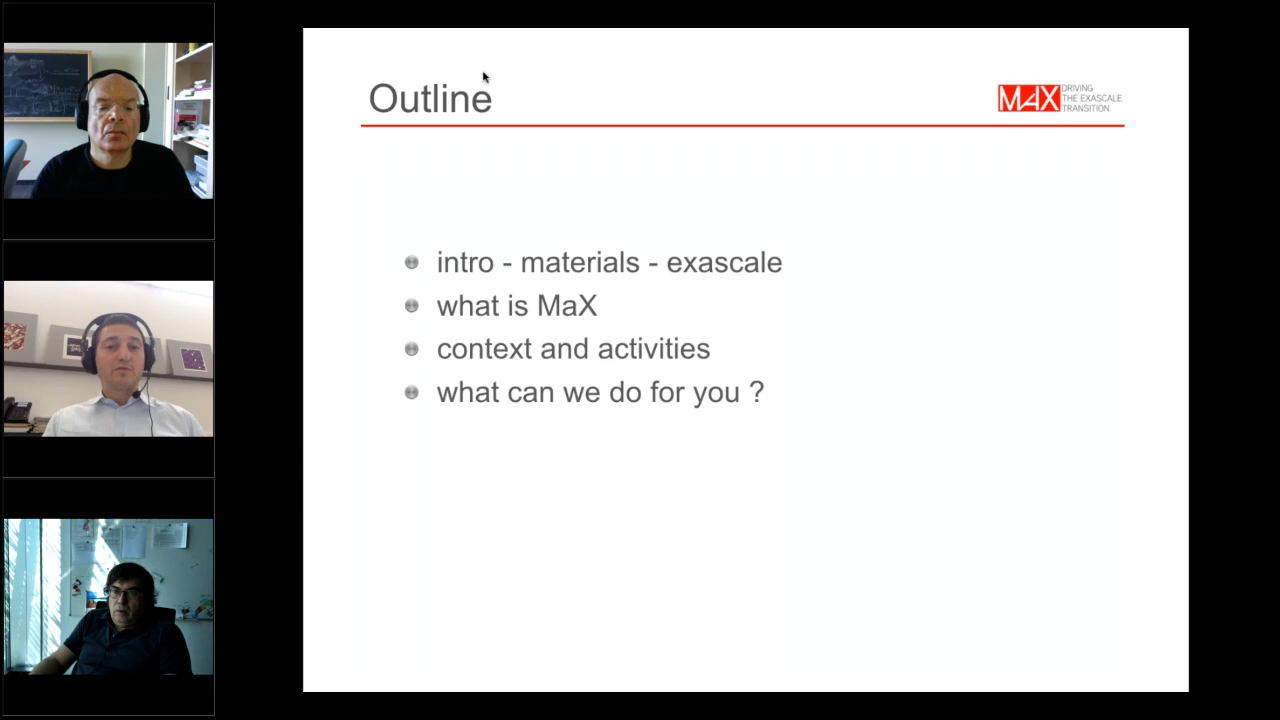 Outline
MAX DRIVING
THE EXASCALE
TRANSITION
intro - materials - exascale
what is MaX
context and activities
what can we do for you ?